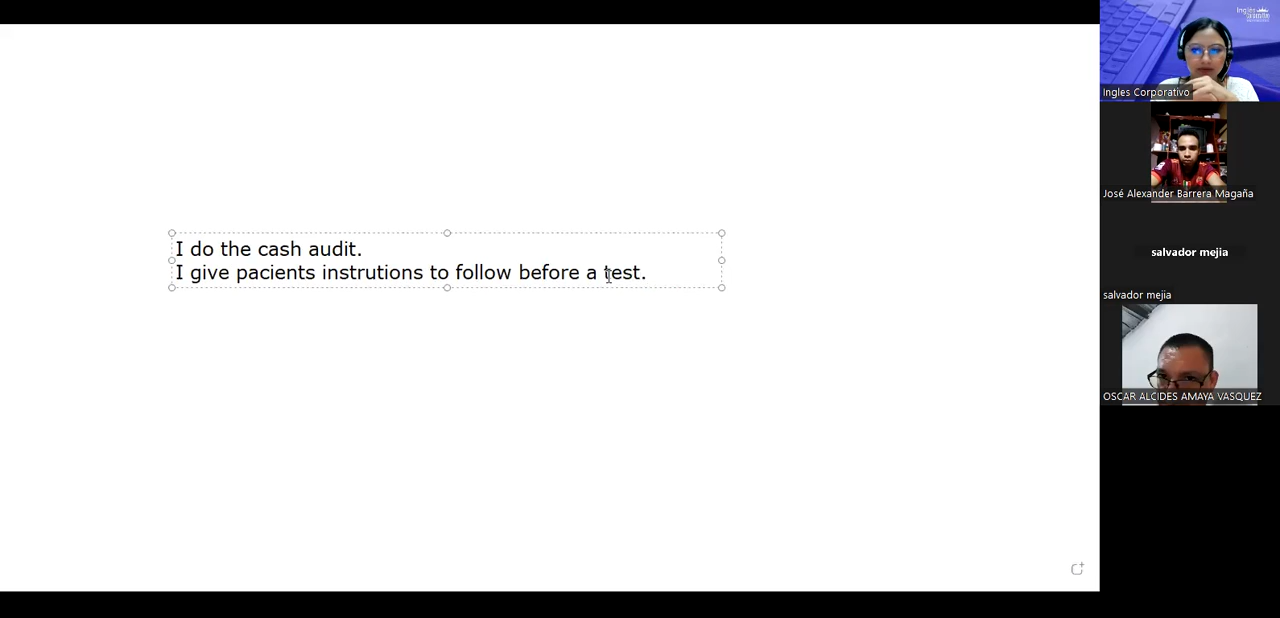 I do the cash audit.
I give pacients instrutions to follow before a test.
Ingles Corporativo
José Alexander Barrera Magaña
salvador mejia
salvador mejia
OSCAR ALCIDES AMAYA VASQUEZ